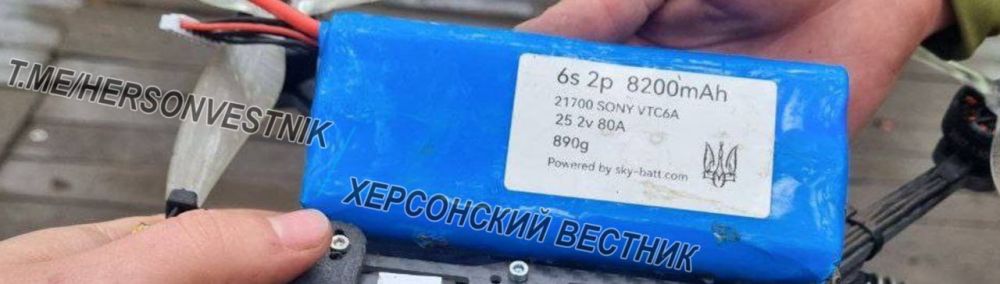 T.ME/HERSONVESTNIK
6s 2p 8200mAh
21700 SONY VTC6A
25.2v 80A
890g
Powered by sky-batt.com
ХЕРСОНСКИЙ ВЕСТНИК